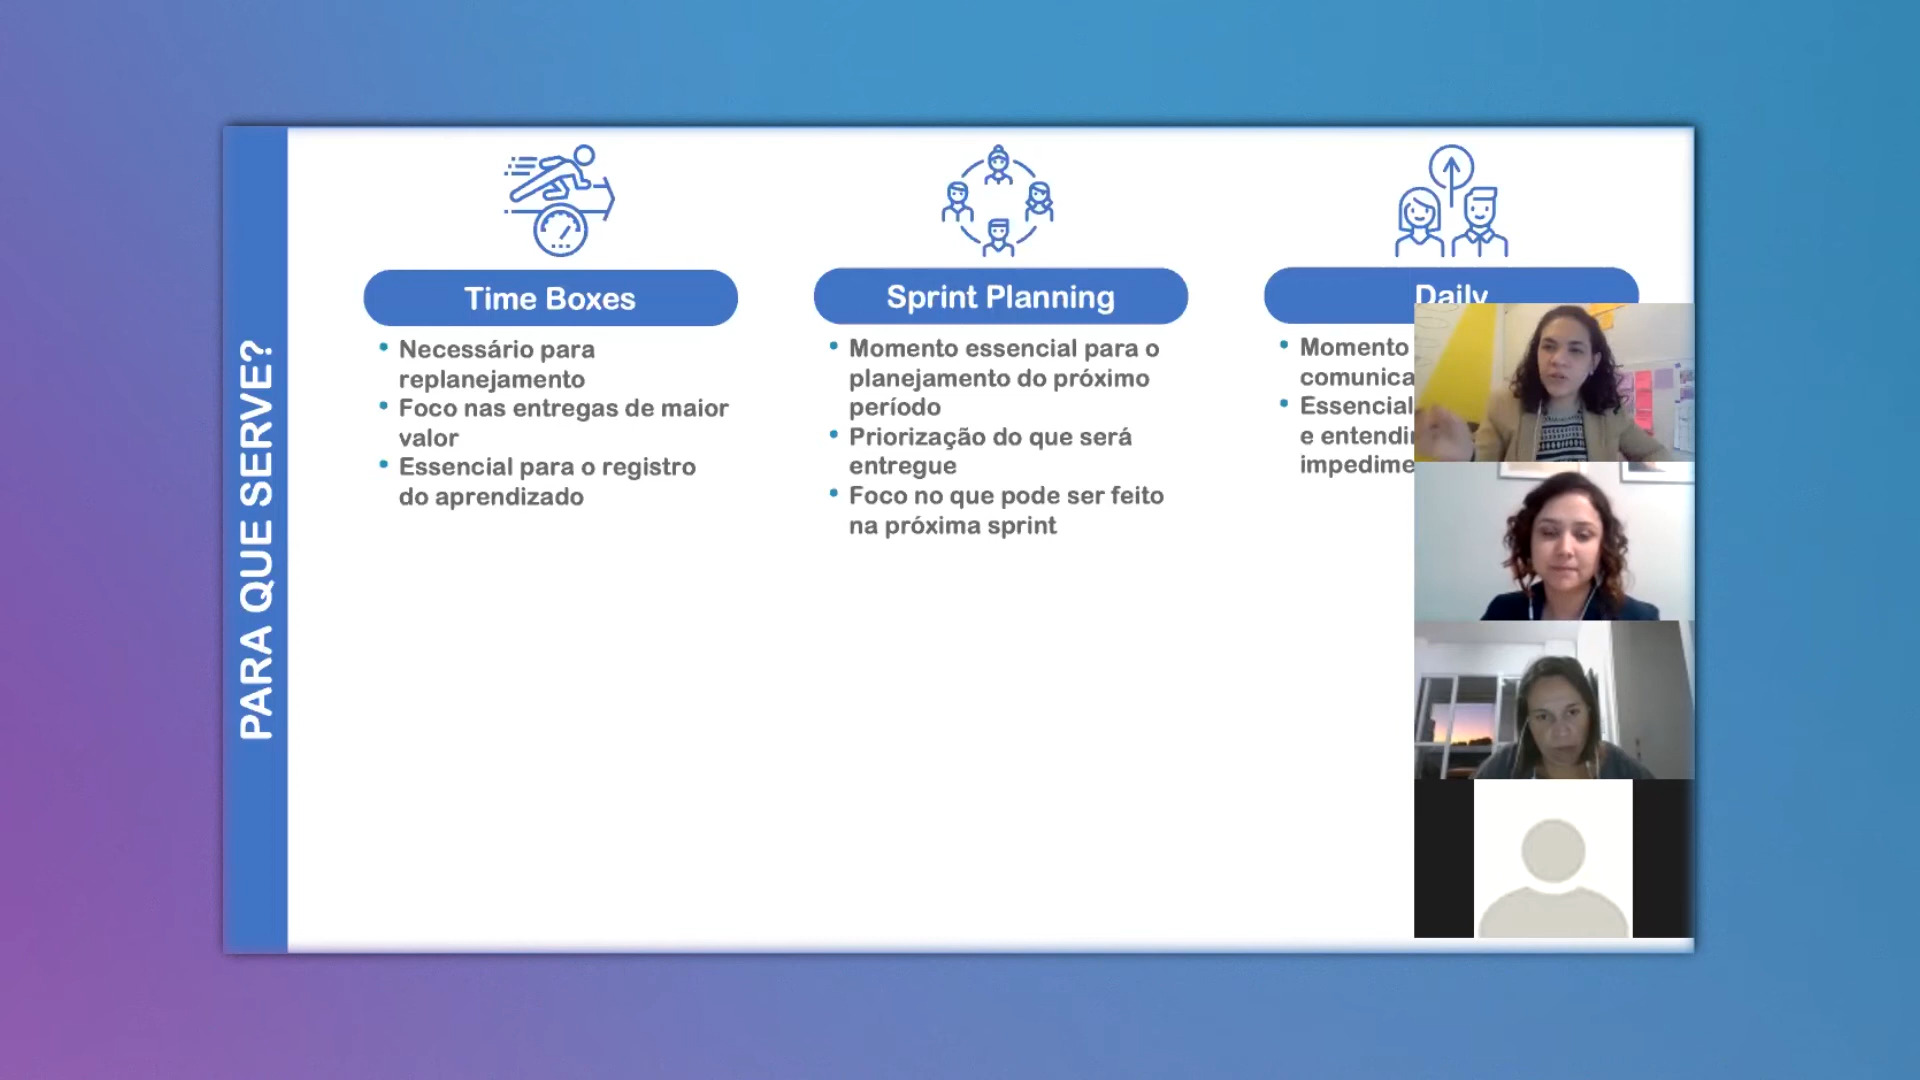 PARA QUE SERVE?
Time Boxes
Necessário para
replanejamento
Foco nas entregas de maior
valor
Essencial para o registro
do aprendizado
Sprint Planning
Momento essencial para o
planejamento do próximo
período
Priorização do que será
entregue
Foco no que pode ser feito
na próxima sprint
Daily
Momento
Essencial
e